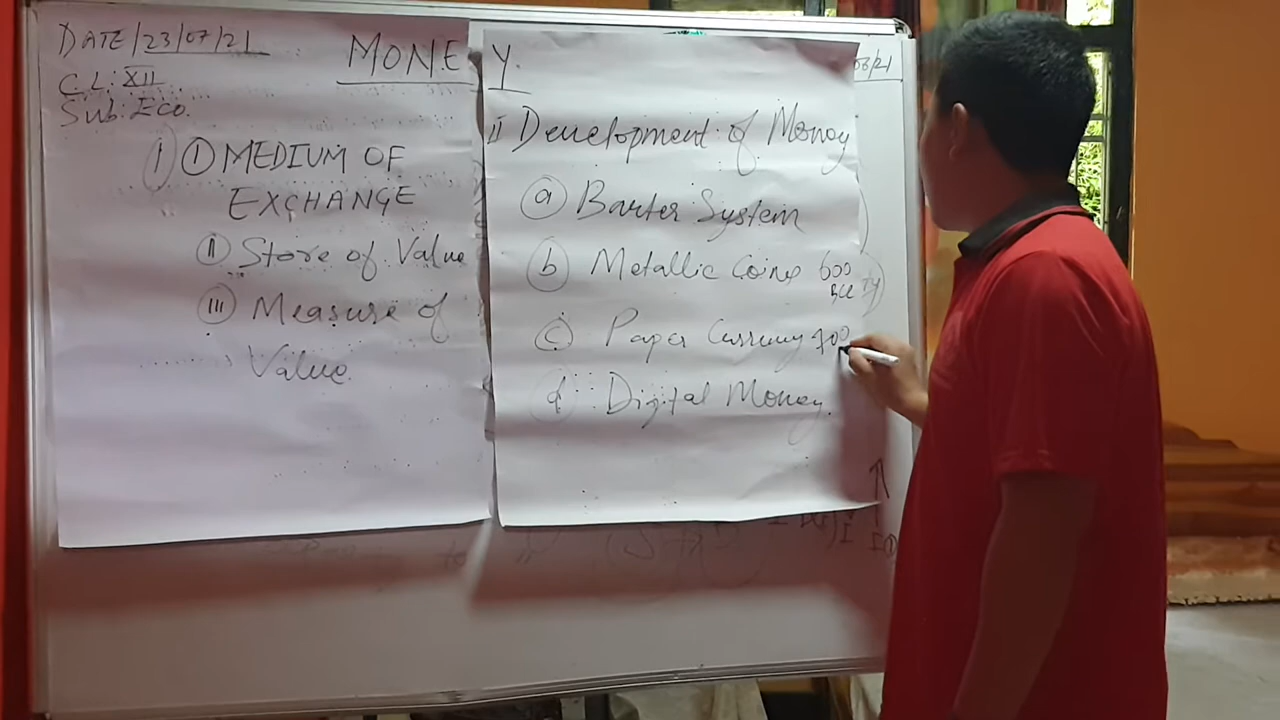 DATE/23/07/21
CL: XII
Sub: Eco.
MONEY
i) ① MEDIUM OF
EXCHANGE
ⅱ Store of Value
ⅲ Measure of
Value.
ii Development of Money
ⓐ Barter System
ⓑ Metallic Coins 600
BCE
ⓒ Paper Currency 700
d Digital Money.